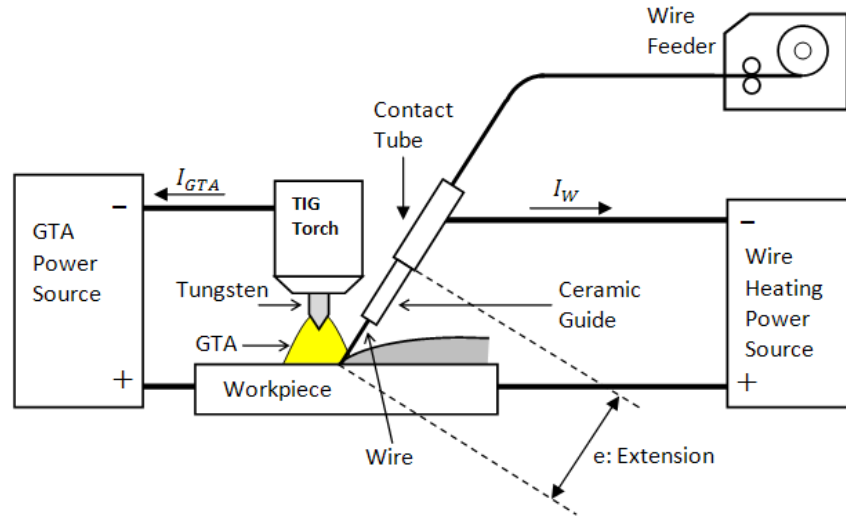 Wire
Feeder
Contact
Tube
I_GTA
TIG
Torch
I_W
−
−
GTA
Power
Source
Wire
Heating
Power
Source
Tungsten
Ceramic
Guide
GTA
+
+
Workpiece
Wire
e: Extension